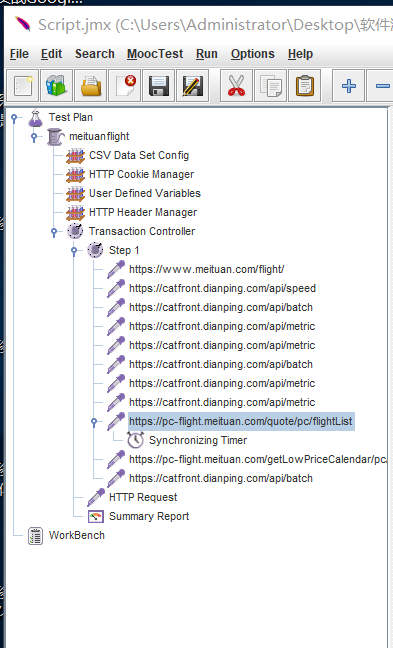 Script.jmx (C:\Users\Administrator\Desktop\软件
File Edit Search MoocTest Run Options Help
Test Plan
meituanflight
CSV Data Set Config
HTTP Cookie Manager
User Defined Variables
HTTP Header Manager
Transaction Controller
Step 1
https://www.meituan.com/flight/
https://catfront.dianping.com/api/speed
https://catfront.dianping.com/api/batch
https://catfront.dianping.com/api/metric
https://catfront.dianping.com/api/metric
https://catfront.dianping.com/api/batch
https://catfront.dianping.com/api/metric
https://catfront.dianping.com/api/metric
https://pc-flight.meituan.com/quote/pc/flightList
Synchronizing Timer
https://pc-flight.meituan.com/getLowPriceCalendar/pc/
https://catfront.dianping.com/api/batch
HTTP Request
Summary Report
WorkBench